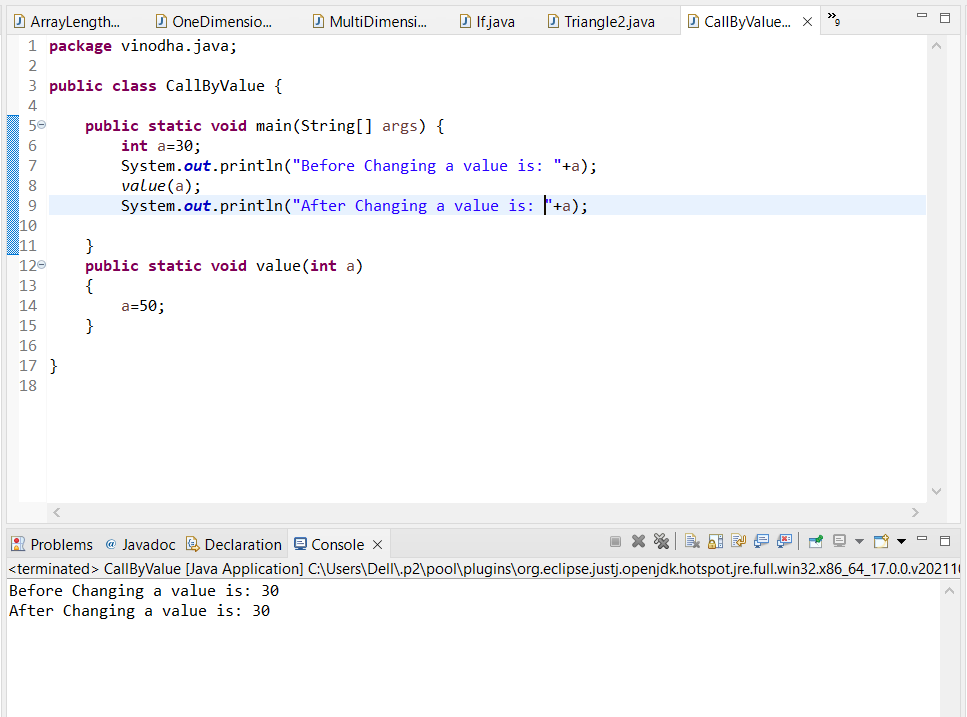 ArrayLength... OneDimensio... MultiDimensi... If.java Triangle2.java CallByValue... »9
1 package vinodha.java;
2
3 public class CallByValue {
4
5 public static void main(String[] args) {
6 int a=30;
7 System.out.println("Before Changing a value is: "+a);
8 value(a);
9 System.out.println("After Changing a value is: "+a);
10
11 }
12 public static void value(int a)
13 {
14 a=50;
15 }
16
17 }
18
Problems @ Javadoc Declaration Console
<terminated> CallByValue [Java Application] C:\Users\Dell\.p2\pool\plugins\org.eclipse.justj.openjdk.hotspot.jre.full.win32.x86_64_17.0.0.v20211
Before Changing a value is: 30
After Changing a value is: 30